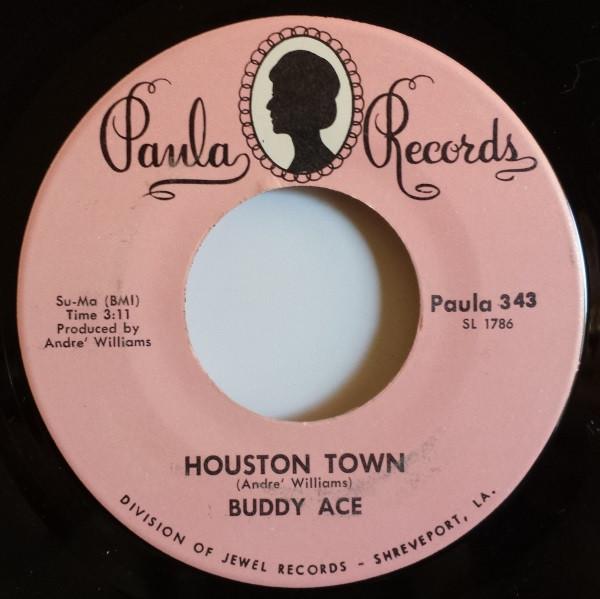 Paula Records
Su-Ma (BMI)
Time 3:11
Produced by
Andre' Williams
Paula 343
SL 1786
HOUSTON TOWN
(Andre' Williams)
BUDDY ACE
DIVISION OF JEWEL RECORDS - SHREVEPORT, LA.